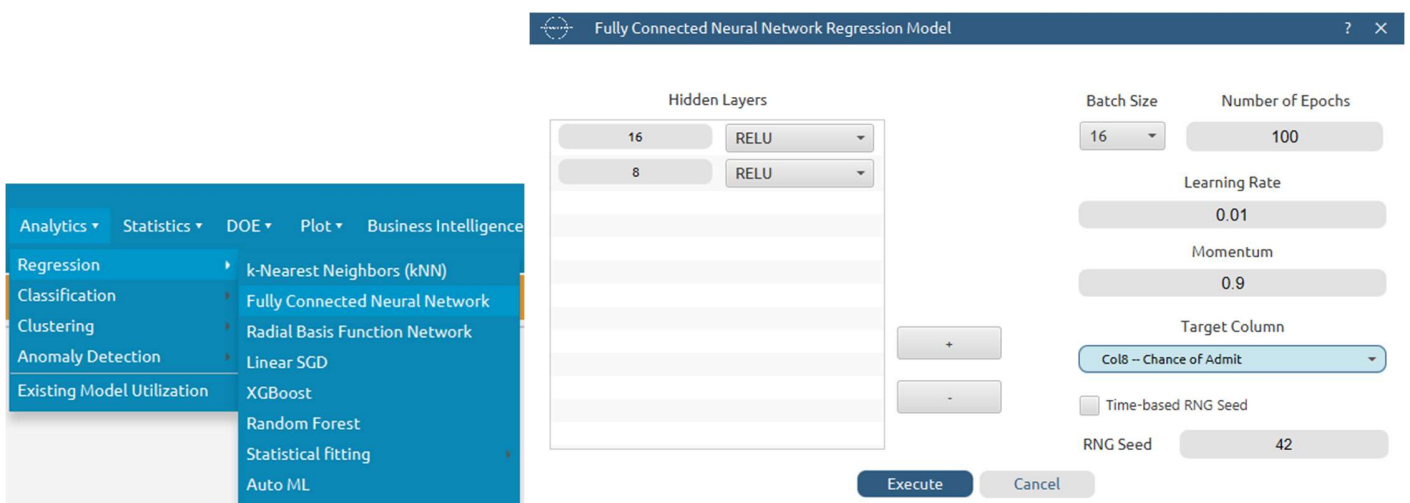 Analytics Statistics DOE Plot Business Intelligence
Regression
Classification
Clustering
Anomaly Detection
Existing Model Utilization
k-Nearest Neighbors (kNN)
Fully Connected Neural Network
Radial Basis Function Network
Linear SGD
XGBoost
Random Forest
Statistical fitting
Auto ML
Fully Connected Neural Network Regression Model ? ×
Hidden Layers
16 RELU
8 RELU
+
-
Batch Size Number of Epochs
16 100
Learning Rate
0.01
Momentum
0.9
Target Column
Col8 -- Chance of Admit
Time-based RNG Seed
RNG Seed 42
Execute Cancel